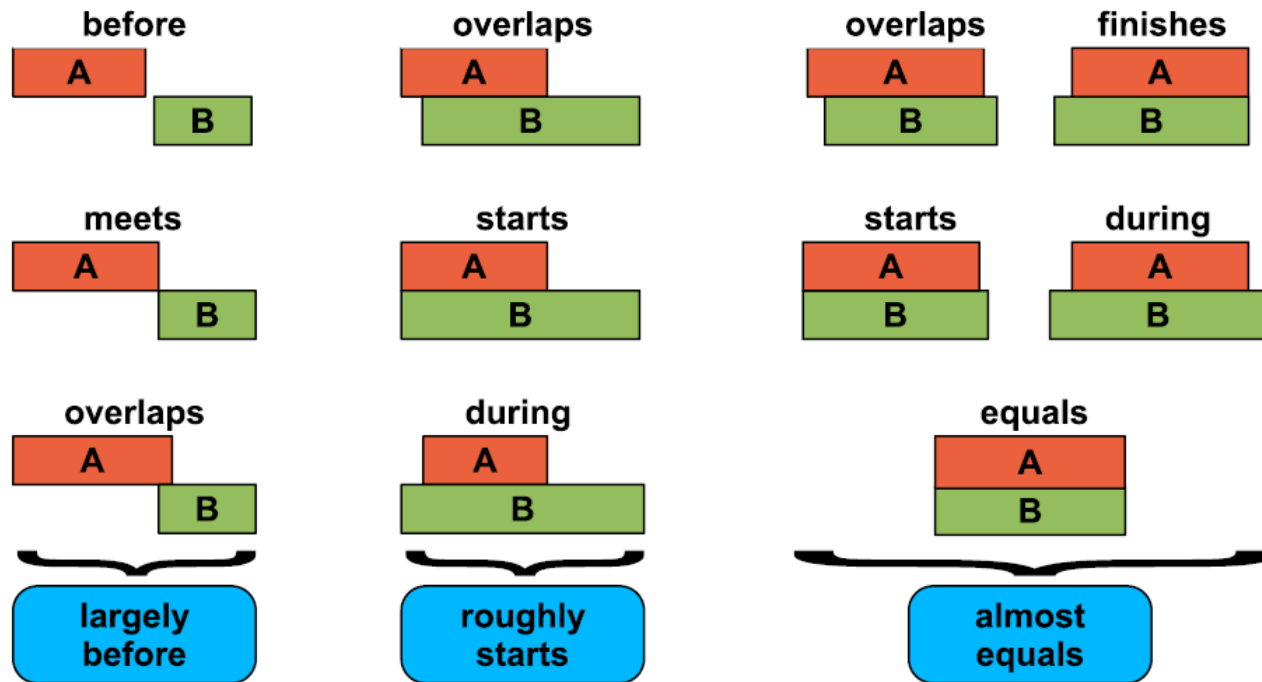 before
A
B
meets
A
B
overlaps
A
B
largely
before
overlaps
A
B
starts
A
B
during
A
B
roughly
starts
overlaps
A
B
finishes
A
B
starts
A
B
during
A
B
equals
A
B
almost
equals